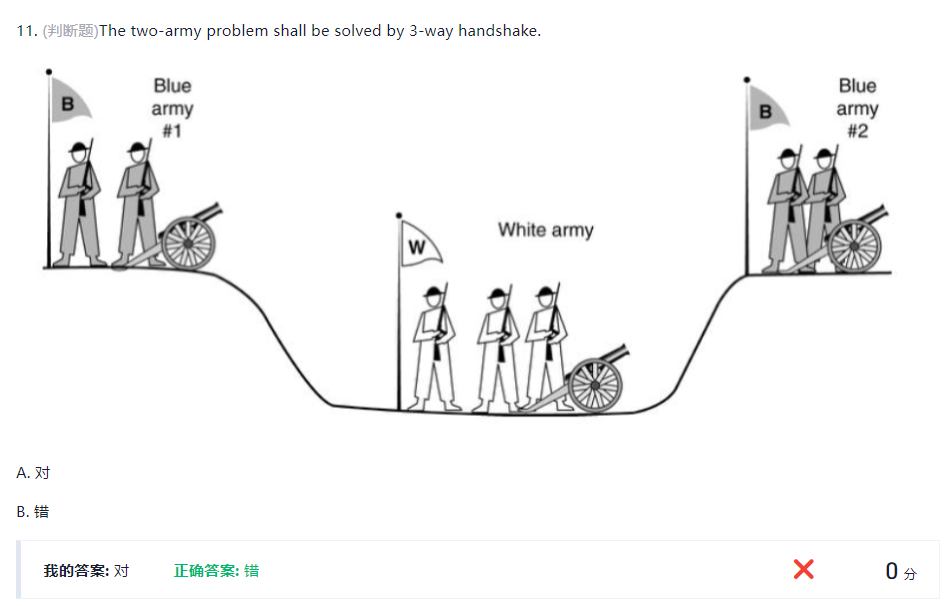 11. (判断题)The two-army problem shall be solved by 3-way handshake.
B
Blue
army
#1
B
Blue
army
#2
W
White army
A. 对
B. 错
我的答案: 对 正确答案: 错 0 分